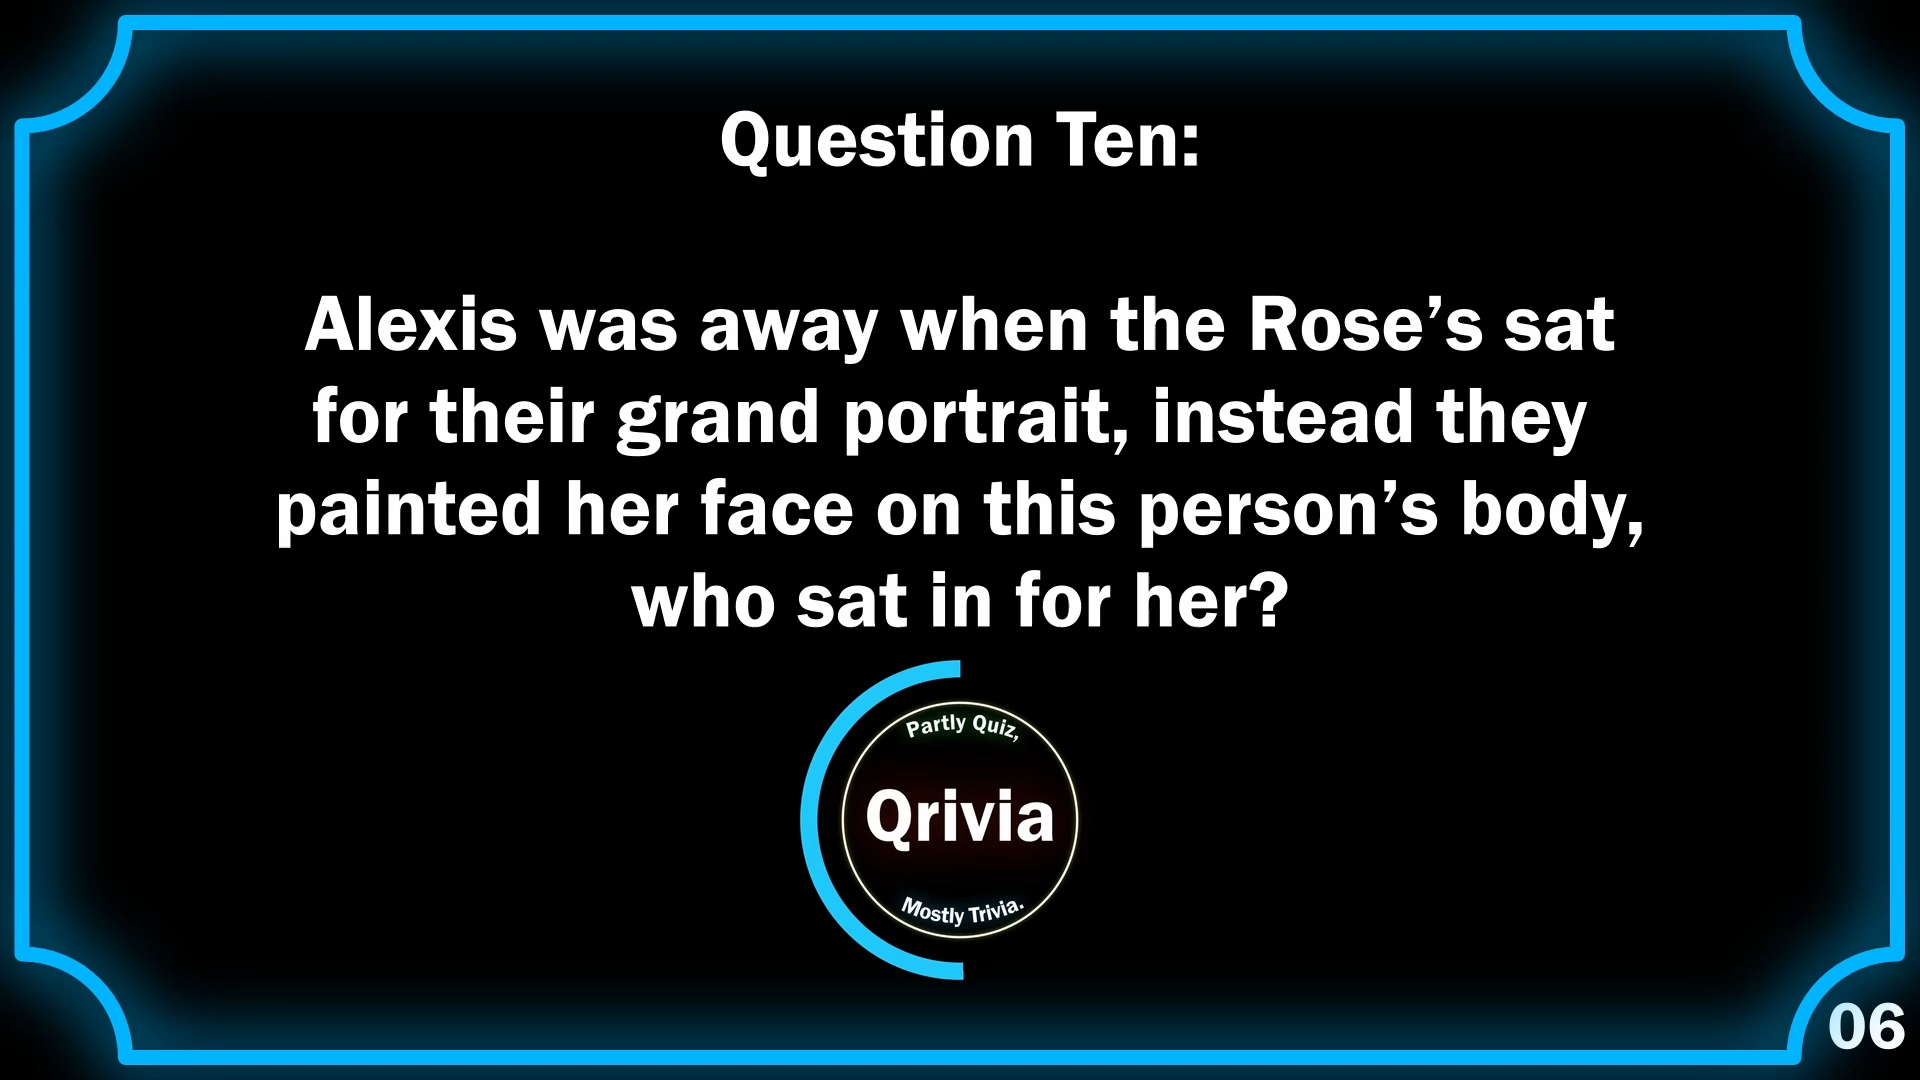 Question Ten:
Alexis was away when the Rose’s sat
for their grand portrait, instead they
painted her face on this person’s body,
who sat in for her?
Partly Quiz,
Qrivia
Mostly Trivia.
06